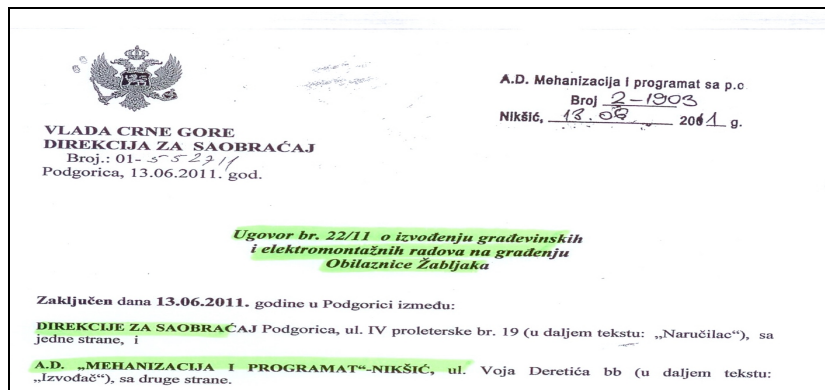 A.D. Mehanizacija i programat sa p.o
Broj 2-1903
Nikšić, 13.06 2011 g.
VLADA CRNE GORE
DIREKCIJA ZA SAOBRAĆAJ
Broj.: 01-
Podgorica, 13.06.2011. god.
Ugovor br. 22/11 o izvođenju građevinskih
i elektromontažnih radova na građenju
Obilaznice Žabljaka
Zaključen dana 13.06.2011. godine u Podgorici između:
DIREKCIJE ZA SAOBRAĆAJ Podgorica, ul. IV proleterske br. 19 (u daljem tekstu: „Naručilac“), sa
jedne strane, i
A.D. „MEHANIZACIJA I PROGRAMAT“-NIKŠIĆ, ul. Voja Deretića bb (u daljem tekstu:
„Izvođač“), sa druge strane.